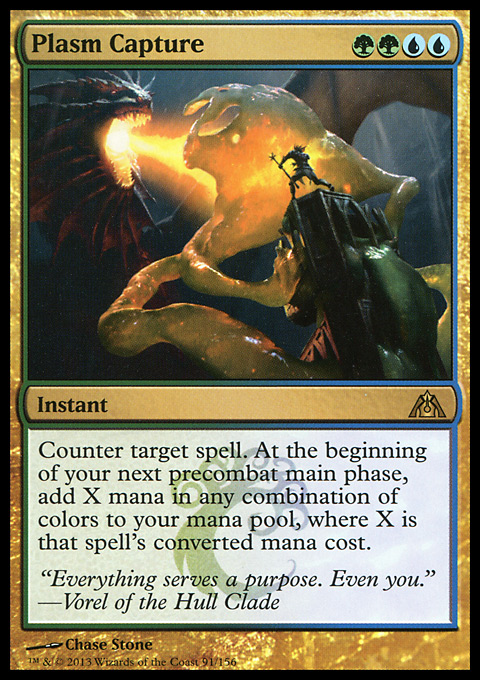 Plasm Capture
Instant
Counter target spell. At the beginning
of your next precombat main phase,
add X mana in any combination of
colors to your mana pool, where X is
that spell's converted mana cost.
“Everything serves a purpose. Even you.”
—Vorel of the Hull Clade
Chase Stone
™ & © 2013 Wizards of the Coast 91/156